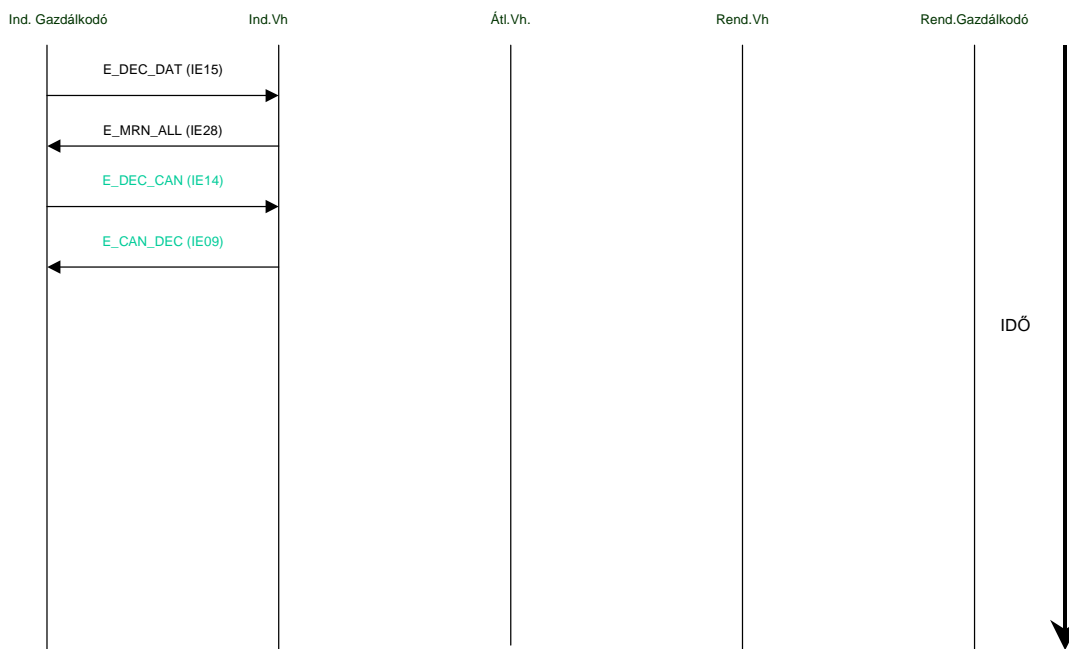 Ind. Gazdálkodó Ind.Vh Átl.Vh. Rend.Vh Rend.Gazdálkodó
E_DEC_DAT (IE15)
E_MRN_ALL (IE28)
E_DEC_CAN (IE14)
E_CAN_DEC (IE09)
IDŐ